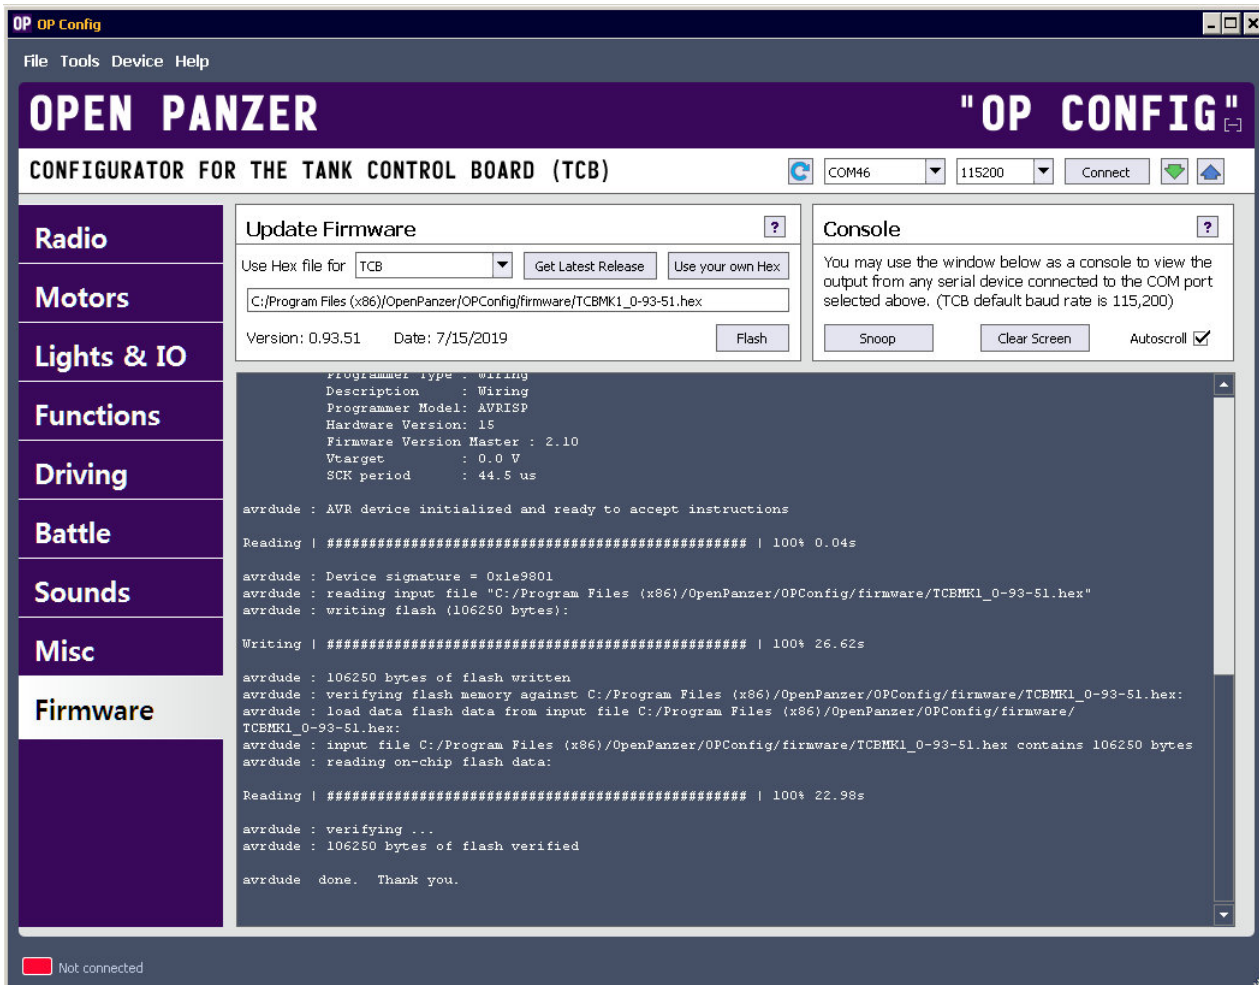 OP OP Config
File Tools Device Help
OPEN PANZER
"OP CONFIG"
[-]
CONFIGURATOR FOR THE TANK CONTROL BOARD (TCB)
COM46
115200
Connect
Radio
Motors
Lights & IO
Functions
Driving
Battle
Sounds
Misc
Firmware
Update Firmware
?
Use Hex file for
TCB
Get Latest Release
Use your own Hex
C:/Program Files (x86)/OpenPanzer/OPConfig/firmware/TCBMK1_0-93-51.hex
Version: 0.93.51
Date: 7/15/2019
Flash
Console
?
You may use the window below as a console to view the
output from any serial device connected to the COM port
selected above. (TCB default baud rate is 115,200)
Snoop
Clear Screen
Autoscroll
Programmer Type : Wiring
Description : Wiring
Programmer Model: AVRISP
Hardware Version: 15
Firmware Version Master : 2.10
Vtarget : 0.0 V
SCK period : 44.5 us
avrdude : AVR device initialized and ready to accept instructions
Reading | ################################################## | 100% 0.04s
avrdude : Device signature = 0x1e9801
avrdude : reading input file "C:/Program Files (x86)/OpenPanzer/OPConfig/firmware/TCBMK1_0-93-51.hex"
avrdude : writing flash (106250 bytes):
Writing | ################################################## | 100% 26.62s
avrdude : 106250 bytes of flash written
avrdude : verifying flash memory against C:/Program Files (x86)/OpenPanzer/OPConfig/firmware/TCBMK1_0-93-51.hex:
avrdude : load data flash data from input file C:/Program Files (x86)/OpenPanzer/OPConfig/firmware/
TCBMK1_0-93-51.hex:
avrdude : input file C:/Program Files (x86)/OpenPanzer/OPConfig/firmware/TCBMK1_0-93-51.hex contains 106250 bytes
avrdude : reading on-chip flash data:
Reading | ################################################## | 100% 22.98s
avrdude : verifying ...
avrdude : 106250 bytes of flash verified
avrdude done. Thank you.
Not connected